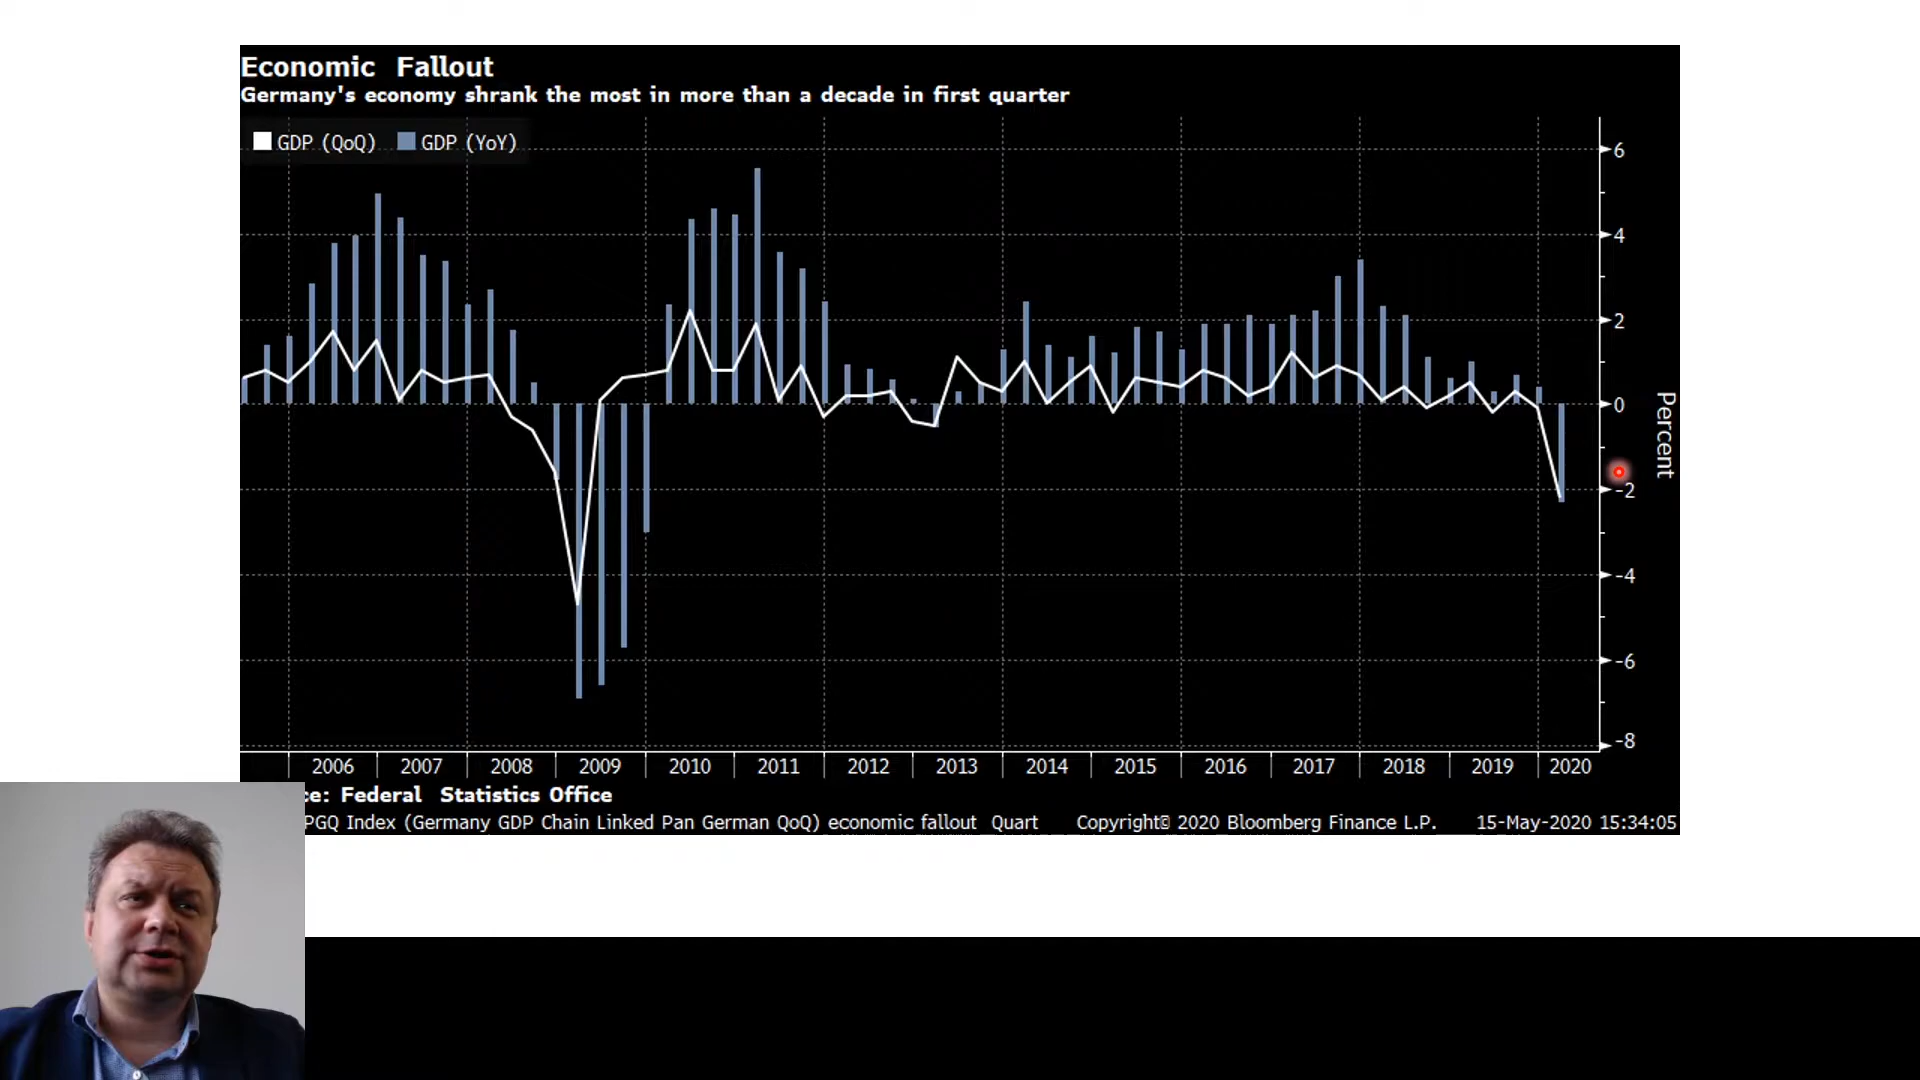 Economic Fallout
Germany's economy shrank the most in more than a decade in first quarter
GDP (QoQ) GDP (YoY)
6
4
2
0
-2
-4
-6
-8
Percent
2006 2007 2008 2009 2010 2011 2012 2013 2014 2015 2016 2017 2018 2019 2020
ce: Federal Statistics Office
PGQ Index (Germany GDP Chain Linked Pan German QoQ) economic fallout Quart Copyright© 2020 Bloomberg Finance L.P. 15-May-2020 15:34:05